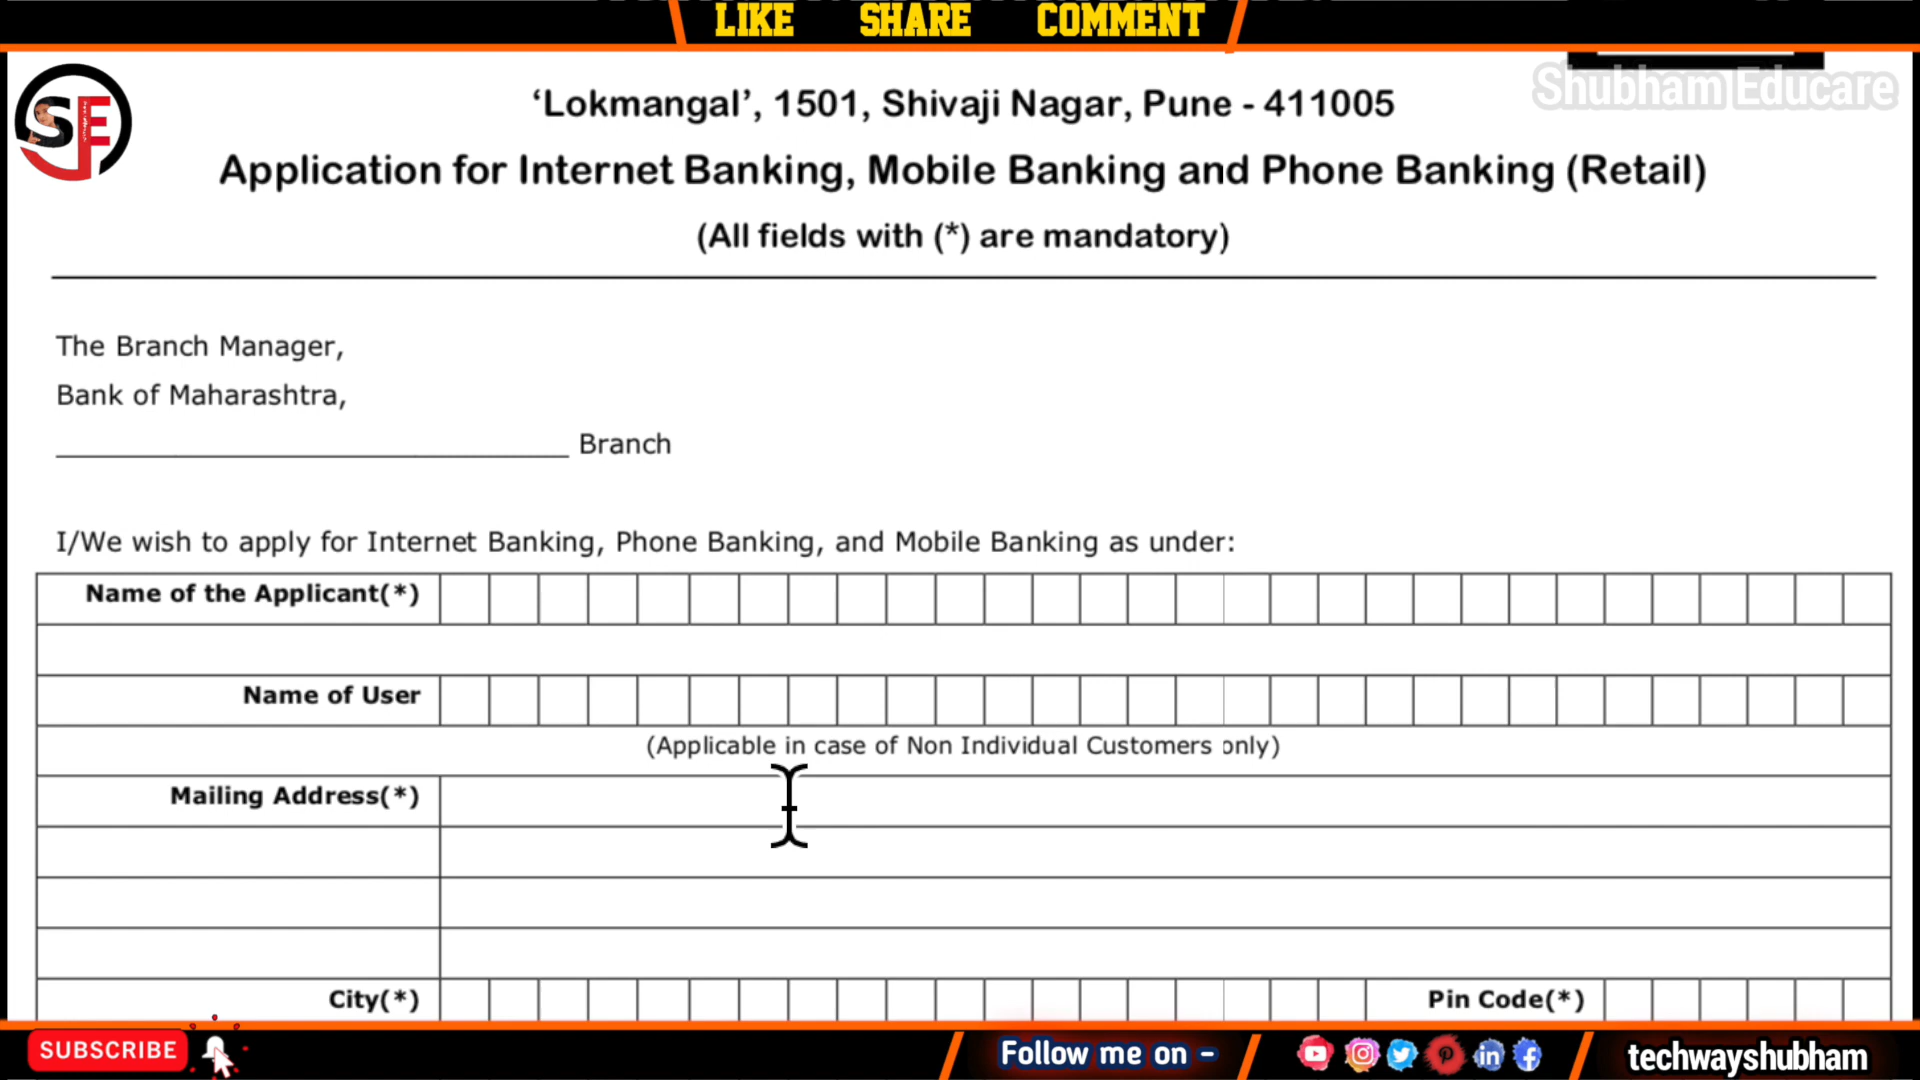 LIKE SHARE COMMENT
SE
Shubham Educare
‘Lokmangal’, 1501, Shivaji Nagar, Pune - 411005
Application for Internet Banking, Mobile Banking and Phone Banking (Retail)
(All fields with (*) are mandatory)
The Branch Manager,
Bank of Maharashtra,
Branch
I/We wish to apply for Internet Banking, Phone Banking, and Mobile Banking as under:
Name of the Applicant(*)
Name of User
(Applicable in case of Non Individual Customers only)
Mailing Address(*)
City(*) Pin Code(*)
SUBSCRIBE Follow me on - techwayshubham